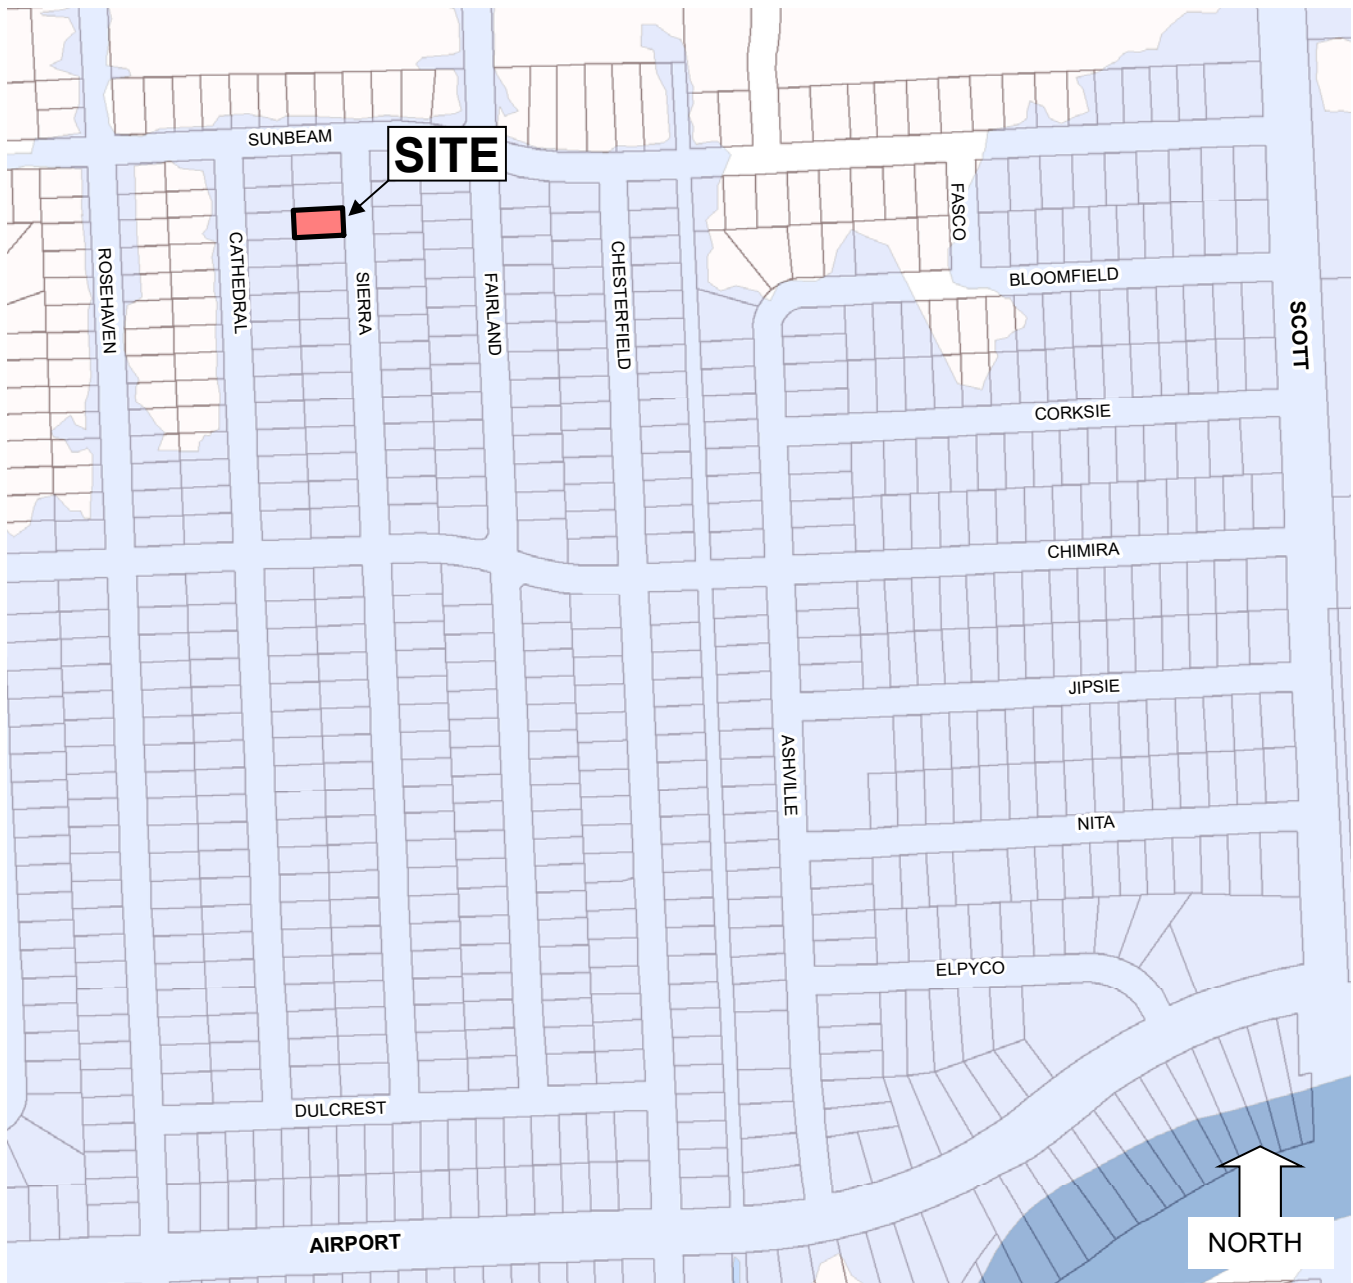 SUNBEAM
SITE
FASCO
ROSEHAVEN
CATHEDRAL
SIERRA
FAIRLAND
CHESTERFIELD
BLOOMFIELD
SCOTT
CORKSIE
CHIMIRA
JIPSIE
ASHVILLE
NITA
ELPYCO
DULCREST
AIRPORT
NORTH